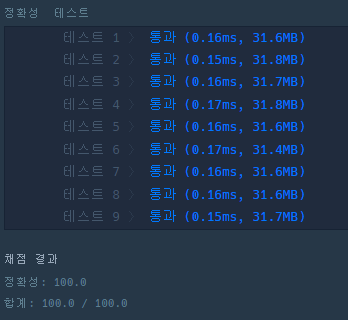 정확성 테스트
테스트 1 〉 통과 (0.16ms, 31.6MB)
테스트 2 〉 통과 (0.15ms, 31.8MB)
테스트 3 〉 통과 (0.16ms, 31.7MB)
테스트 4 〉 통과 (0.17ms, 31.8MB)
테스트 5 〉 통과 (0.16ms, 31.6MB)
테스트 6 〉 통과 (0.17ms, 31.4MB)
테스트 7 〉 통과 (0.16ms, 31.6MB)
테스트 8 〉 통과 (0.16ms, 31.6MB)
테스트 9 〉 통과 (0.15ms, 31.7MB)
채점 결과
정확성: 100.0
합계: 100.0 / 100.0